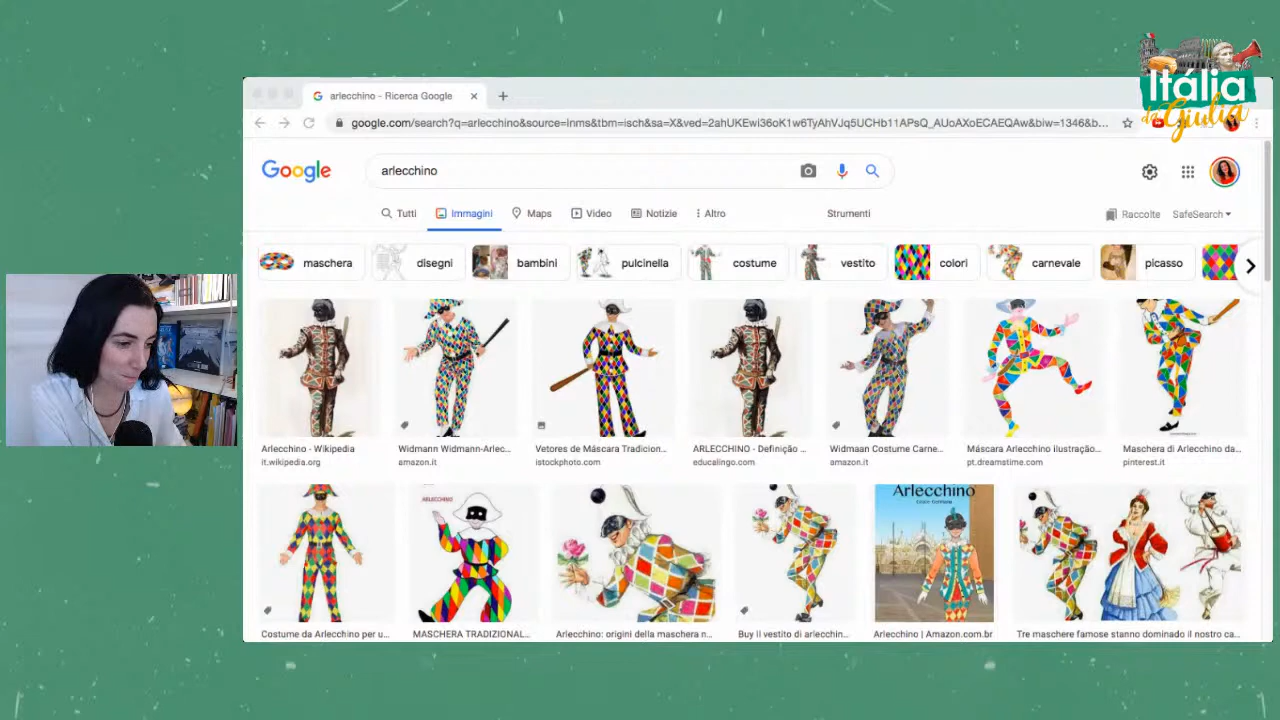 Itália
da Giulia
arlecchino - Ricerca Google
google.com/search?q=arlecchino&source=lnms&tbm=isch&sa=X&ved=2ahUKEwi36oK1w6TyAhVJq5UCHb11APsQ_AUoAXoECAEQAw&biw=1346&b...
Google
arlecchino
Tutti Immagini Maps Video Notizie Altro Strumenti Raccolte SafeSearch
maschera disegni bambini pulcinella costume vestito colori carnevale picasso
Arlecchino - Wikipedia
it.wikipedia.org
Widmann Widmann-Arlec...
amazon.it
Vetores de Máscara Tradicion...
istockphoto.com
ARLECCHINO - Definição ...
educalingo.com
Widmaan Costume Carne...
amazon.it
Máscara Arlecchino ilustração...
pt.dreamstime.com
Maschera di Arlecchino da...
pinterest.it
ARLECCHINO
Arlecchino
Costume da Arlecchino per u...
MASCHERA TRADIZIONAL...
Arlecchino: origini della maschera n...
Buy Il vestito di arlecchin...
Arlecchino | Amazon.com.br
Tre maschere famose stanno dominado il nostro ca...